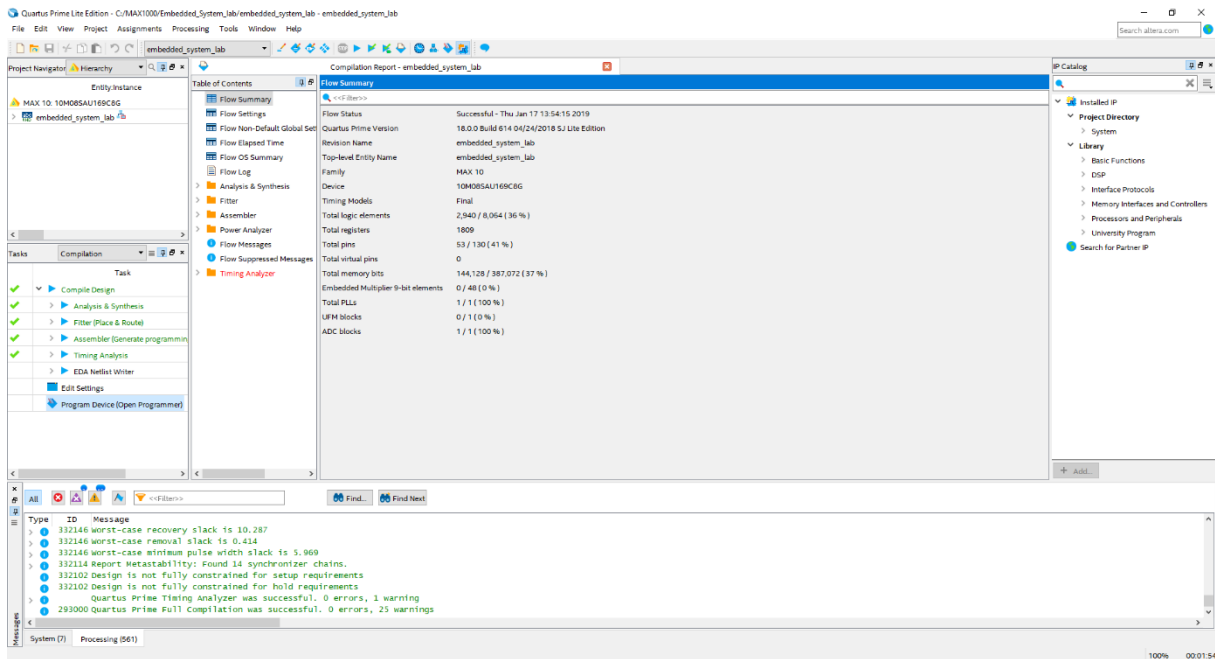 Quartus Prime Lite Edition - C:/MAX1000/Embedded_System_lab/embedded_system_lab - embedded_system_lab
File Edit View Project Assignments Processing Tools Window Help
Search altera.com
embedded_system_lab
Project Navigator Hierarchy
Entity:Instance
MAX 10: 10M08SAU169C8G
embedded_system_lab
Tasks Compilation
Task
Compile Design
Analysis & Synthesis
Fitter (Place & Route)
Assembler (Generate programmin
Timing Analysis
EDA Netlist Writer
Edit Settings
Program Device (Open Programmer)
Compilation Report - embedded_system_lab
Table of Contents
Flow Summary
Flow Settings
Flow Non-Default Global Set
Flow Elapsed Time
Flow OS Summary
Flow Log
Analysis & Synthesis
Fitter
Assembler
Power Analyzer
Flow Messages
Flow Suppressed Messages
Timing Analyzer
Flow Summary
<<Filter>>
Flow Status Successful - Thu Jan 17 13:54:15 2019
Quartus Prime Version 18.0.0 Build 614 04/24/2018 SJ Lite Edition
Revision Name embedded_system_lab
Top-level Entity Name embedded_system_lab
Family MAX 10
Device 10M08SAU169C8G
Timing Models Final
Total logic elements 2,940 / 8,064 ( 36 % )
Total registers 1809
Total pins 53 / 130 ( 41 % )
Total virtual pins 0
Total memory bits 144,128 / 387,072 ( 37 % )
Embedded Multiplier 9-bit elements 0 / 48 ( 0 % )
Total PLLs 1 / 1 ( 100 % )
UFM blocks 0 / 1 ( 0 % )
ADC blocks 1 / 1 ( 100 % )
IP Catalog
Installed IP
Project Directory
System
Library
Basic Functions
DSP
Interface Protocols
Memory Interfaces and Controllers
Processors and Peripherals
University Program
Search for Partner IP
+ Add...
All <<Filter>> Find... Find Next
Type ID Message
332146 Worst-case recovery slack is 10.287
332146 Worst-case removal slack is 0.414
332146 Worst-case minimum pulse width slack is 5.969
332114 Report Metastability: Found 14 synchronizer chains.
332102 Design is not fully constrained for setup requirements
332102 Design is not fully constrained for hold requirements
Quartus Prime Timing Analyzer was successful. 0 errors, 1 warning
293000 Quartus Prime Full Compilation was successful. 0 errors, 25 warnings
Messages
System (7) Processing (561)
100% 00:01:54